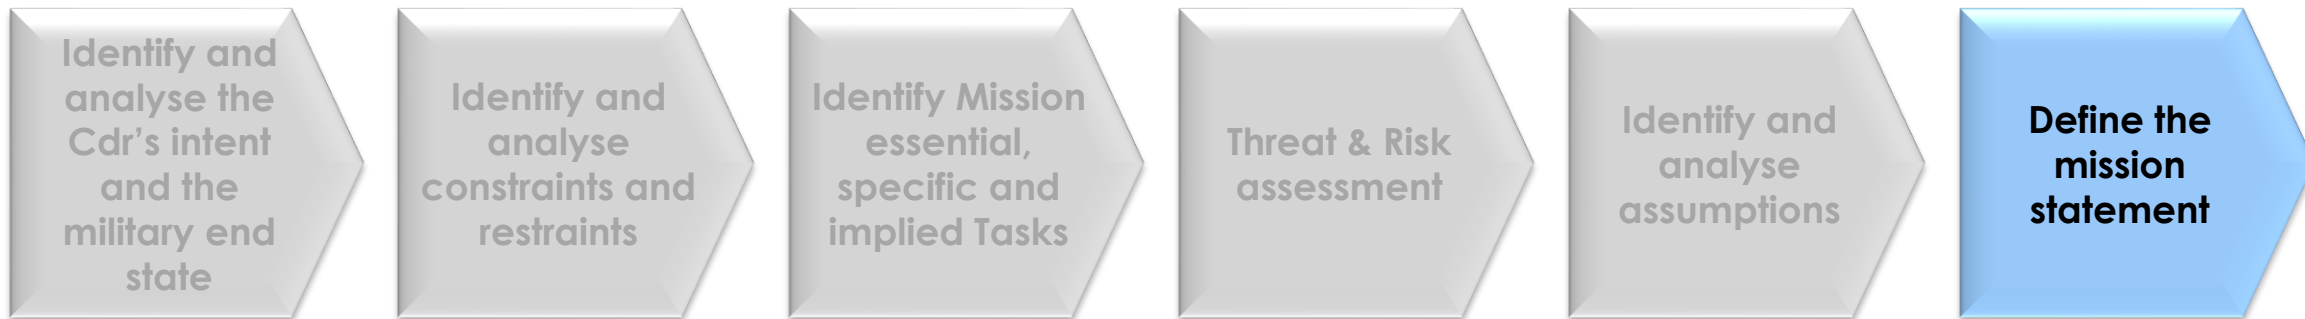 Identify and
analyse the
Cdr's intent
and the
military end
state
Identify and
analyse
constraints and
restraints
Identify Mission
essential,
specific and
implied Tasks
Threat & Risk
assessment
Identify and
analyse
assumptions
Define the
mission
statement